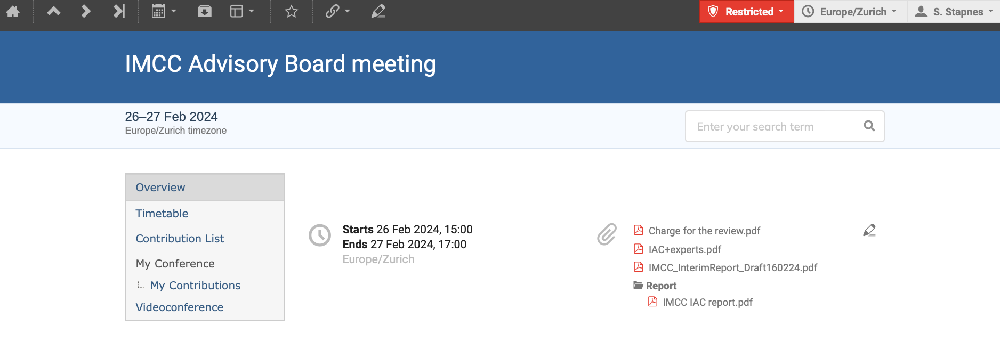 Restricted
Europe/Zurich
S. Stapnes
IMCC Advisory Board meeting
26–27 Feb 2024
Europe/Zurich timezone
Enter your search term
Overview
Timetable
Contribution List
My Conference
My Contributions
Videoconference
Starts 26 Feb 2024, 15:00
Ends 27 Feb 2024, 17:00
Europe/Zurich
Charge for the review.pdf
IAC+experts.pdf
IMCC_InterimReport_Draft160224.pdf
Report
IMCC IAC report.pdf